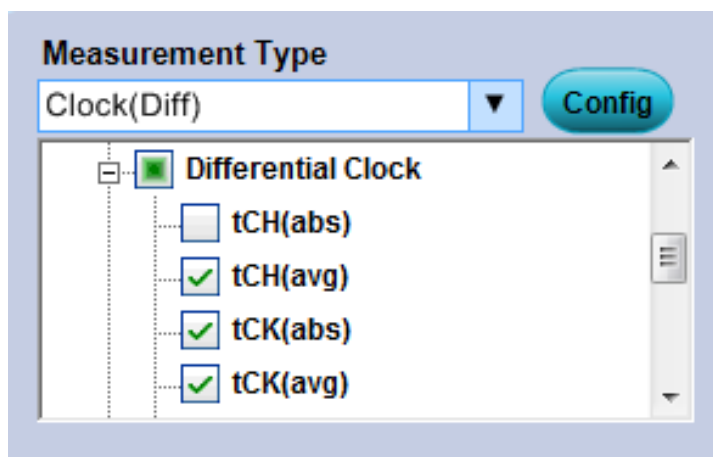 Measurement Type
Clock(Diff)
Config
Differential Clock
tCH(abs)
tCH(avg)
tCK(abs)
tCK(avg)